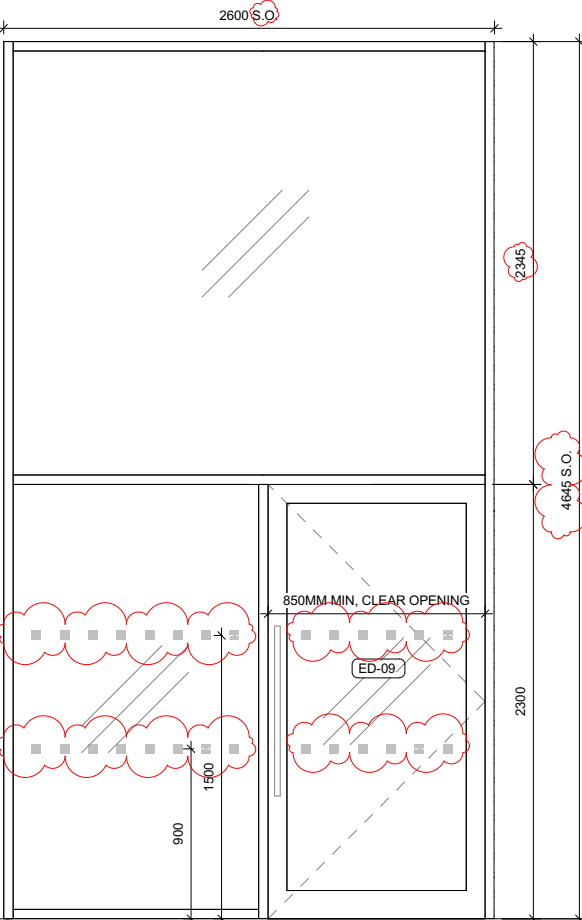 2600 S.O.
2345
4645 S.O.
850MM MIN, CLEAR OPENING
ED-09
2300
1500
900